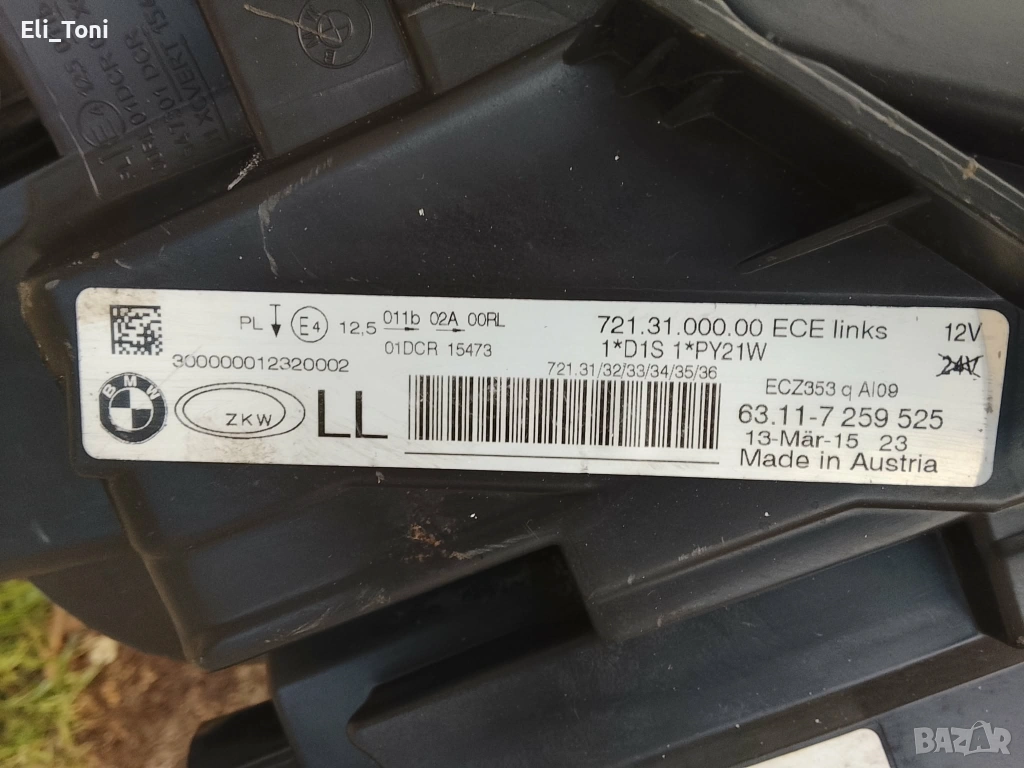 Eli_Toni
PL E4 12,5 011b 02A 00RL
01DCR 15473
300000012320002
BMW
ZKW
LL
721.31.000.00 ECE links 12V
1*D1S 1*PY21W 24V
721.31/32/33/34/35/36
ECZ353 q AI09
63.11-7 259 525
13-Mär-15 23
Made in Austria
BAZAR